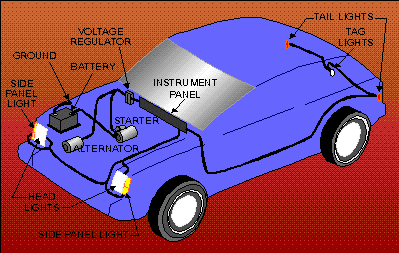 TAIL LIGHTS
TAG
LIGHTS
VOLTAGE
REGULATOR
GROUND
BATTERY
SIDE
PANEL
LIGHT
INSTRUMENT
PANEL
STARTER
ALTERNATOR
HEAD
LIGHTS
SIDE PANEL LIGHT